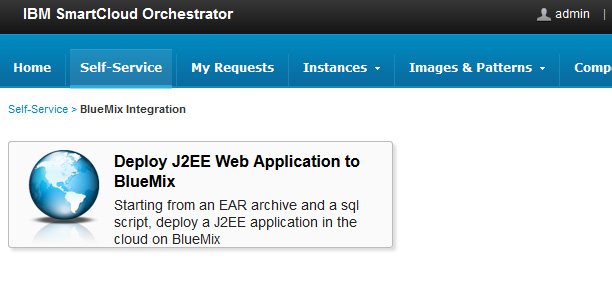 IBM SmartCloud Orchestrator admin |
Home Self-Service My Requests Instances Images & Patterns
Self-Service > BlueMix Integration
Deploy J2EE Web Application to
BlueMix
Starting from an EAR archive and a sql
script, deploy a J2EE application in the
cloud on BlueMix